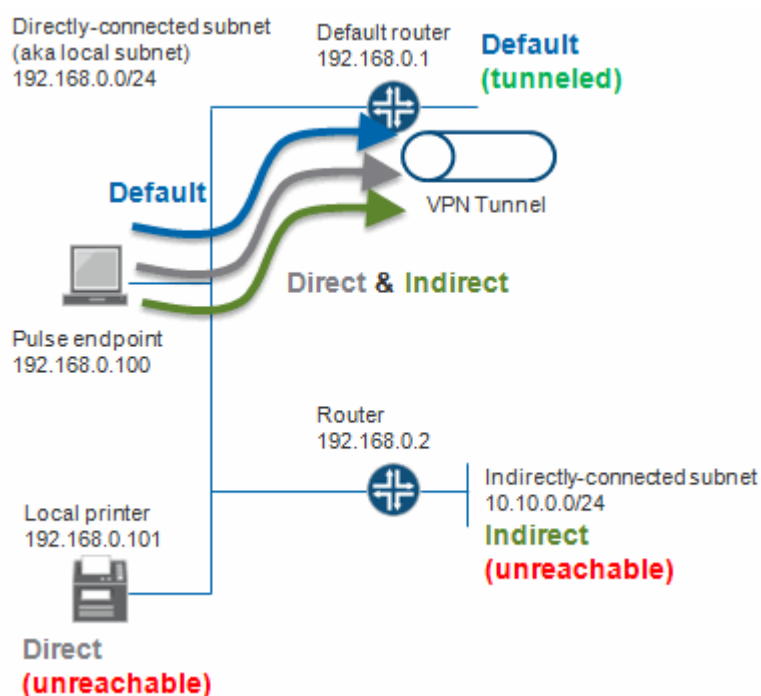 Directly-connected subnet
(aka local subnet)
192.168.0.0/24
Default router
192.168.0.1
Default
(tunneled)
Default
VPN Tunnel
Direct & Indirect
Pulse endpoint
192.168.0.100
Router
192.168.0.2
Indirectly-connected subnet
10.10.0.0/24
Indirect
(unreachable)
Local printer
192.168.0.101
Direct
(unreachable)